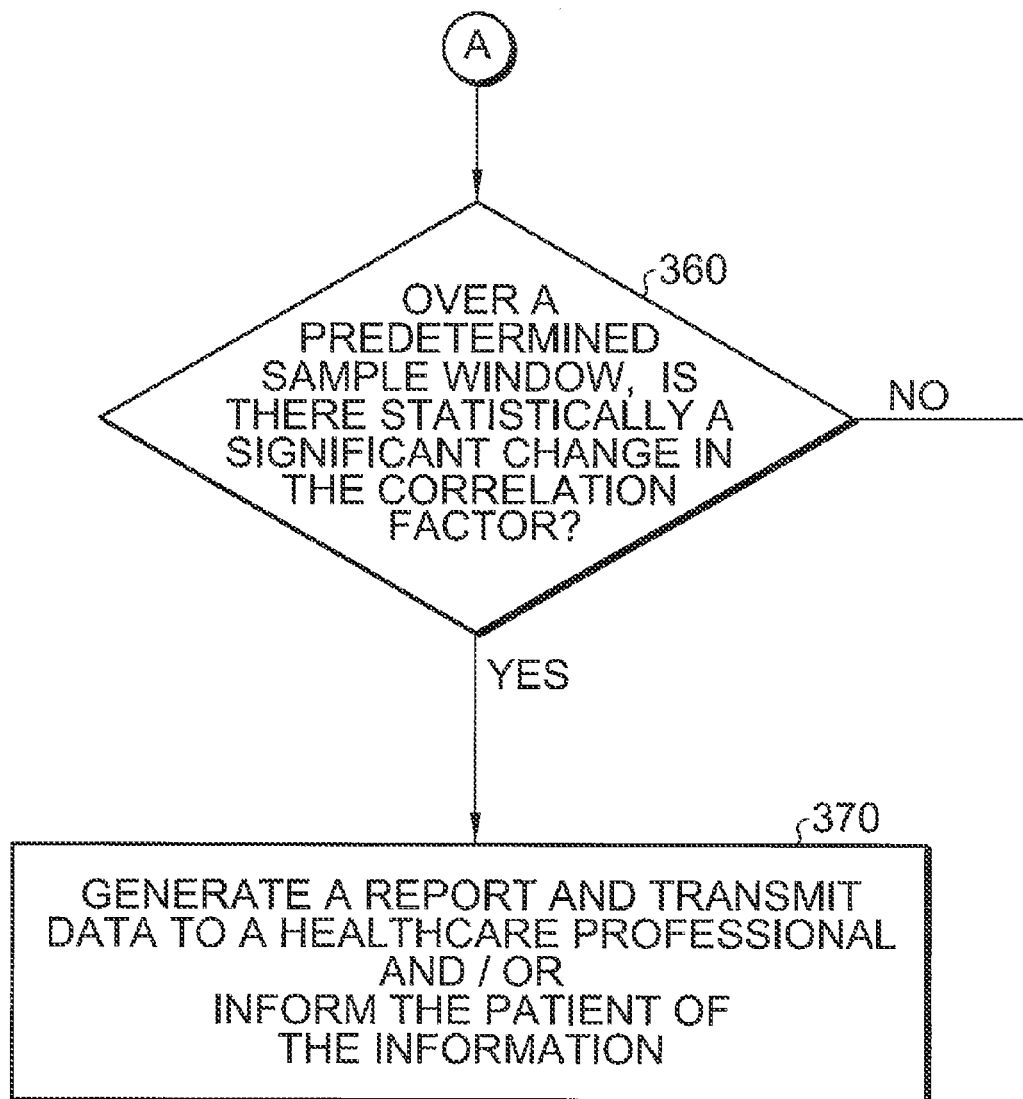 A
360
OVER A
PREDETERMINED
SAMPLE WINDOW, IS
THERE STATISTICALLY A
SIGNIFICANT CHANGE IN
THE CORRELATION
FACTOR?
NO
YES
370
GENERATE A REPORT AND TRANSMIT
DATA TO A HEALTHCARE PROFESSIONAL
AND / OR
INFORM THE PATIENT OF
THE INFORMATION